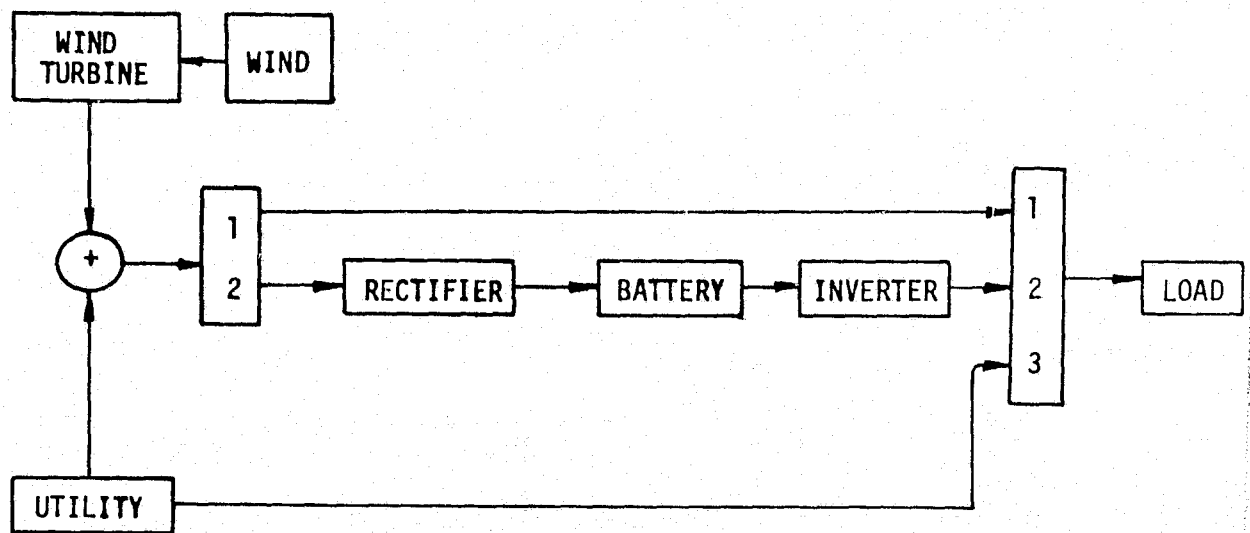 WIND
TURBINE
WIND
+
1
2
RECTIFIER
BATTERY
INVERTER
1
2
3
LOAD
UTILITY